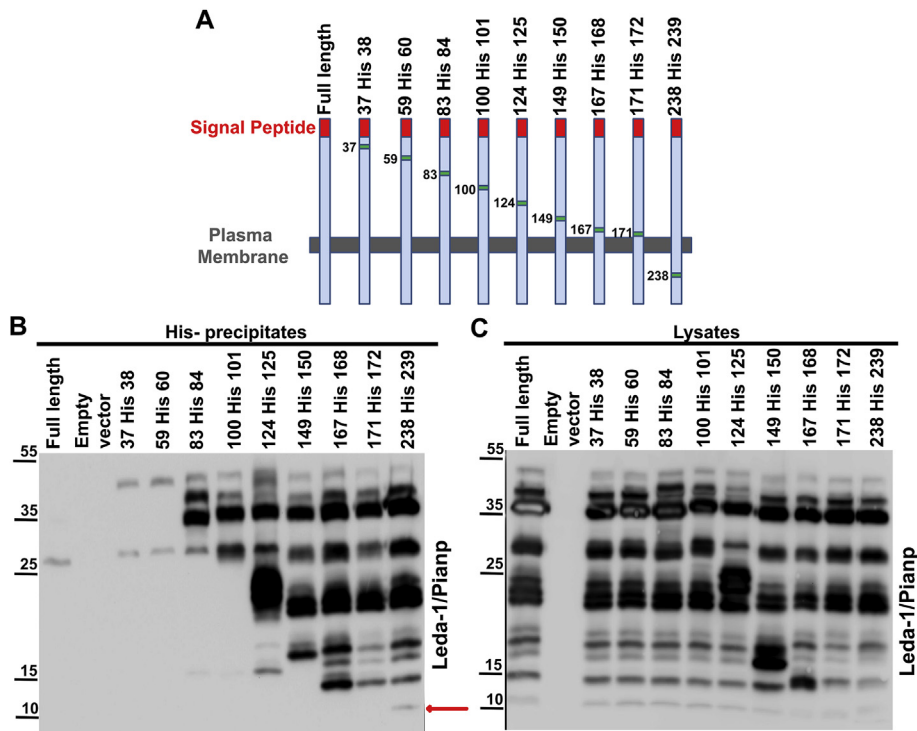 A
Full length
37 His 38
59 His 60
83 His 84
100 His 101
124 His 125
149 His 150
167 His 168
171 His 172
238 His 239
Signal Peptide
37
59
83
100
124
149
167
171
238
Plasma
Membrane
B
His- precipitates
Full length
Empty
vector
37 His 38
59 His 60
83 His 84
100 His 101
124 His 125
149 His 150
167 His 168
171 His 172
238 His 239
55
35
25
15
10
Leda-1/Pianp
C
Lysates
Full length
Empty
vector
37 His 38
59 His 60
83 His 84
100 His 101
124 His 125
149 His 150
167 His 168
171 His 172
238 His 239
55
35
25
15
10
Leda-1/Pianp